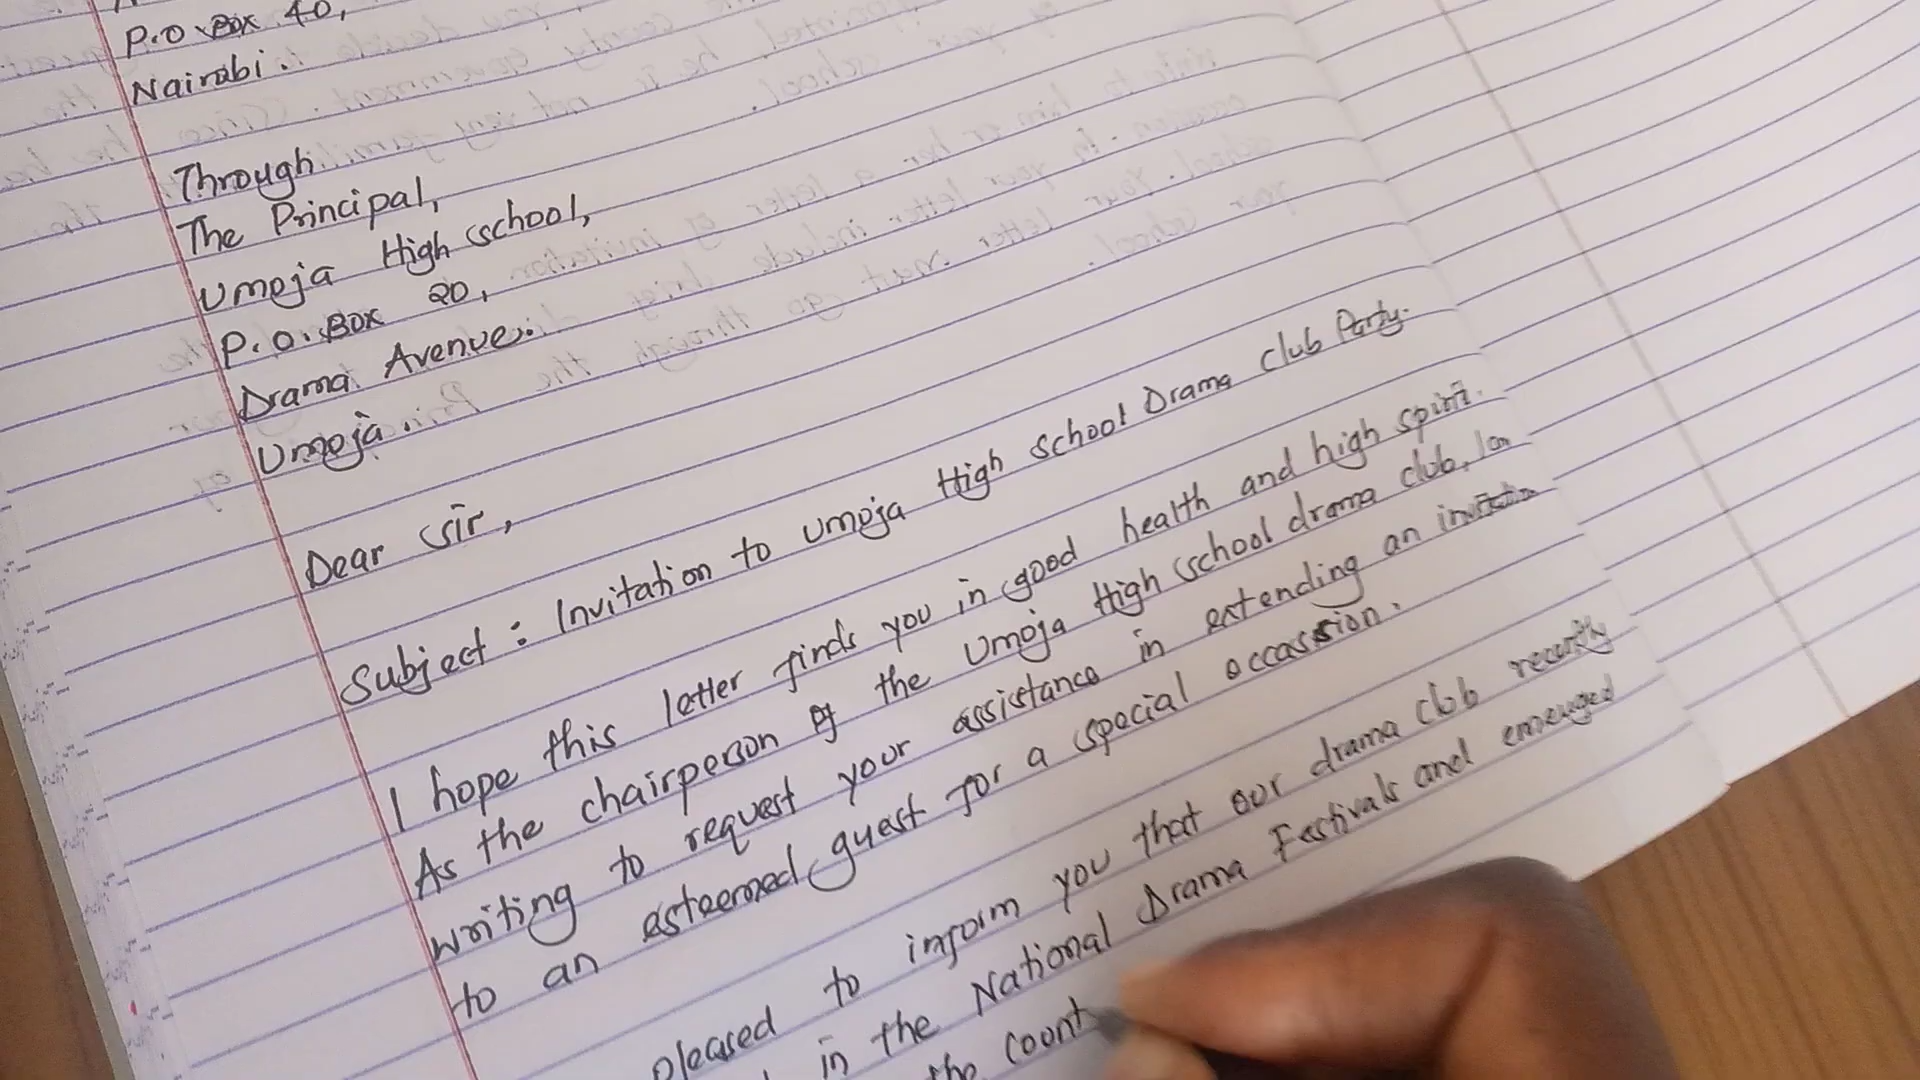 P.O. Box 40,
Nairobi.
Through
The Principal,
Umoja High school,
P.O. Box 20,
Drama Avenue.
Umoja.
Dear Sir,
Subject: Invitation to Umoja High School Drama Club Party.
I hope this letter finds you in good health and high spirit.
As the chairperson of the Umoja High School drama club, I am
writing to request your assistance in extending an invitation
to an esteemed guest for a special occassion.
pleased to inform you that our drama club recently
in the National Drama Festivals and emerged
the count